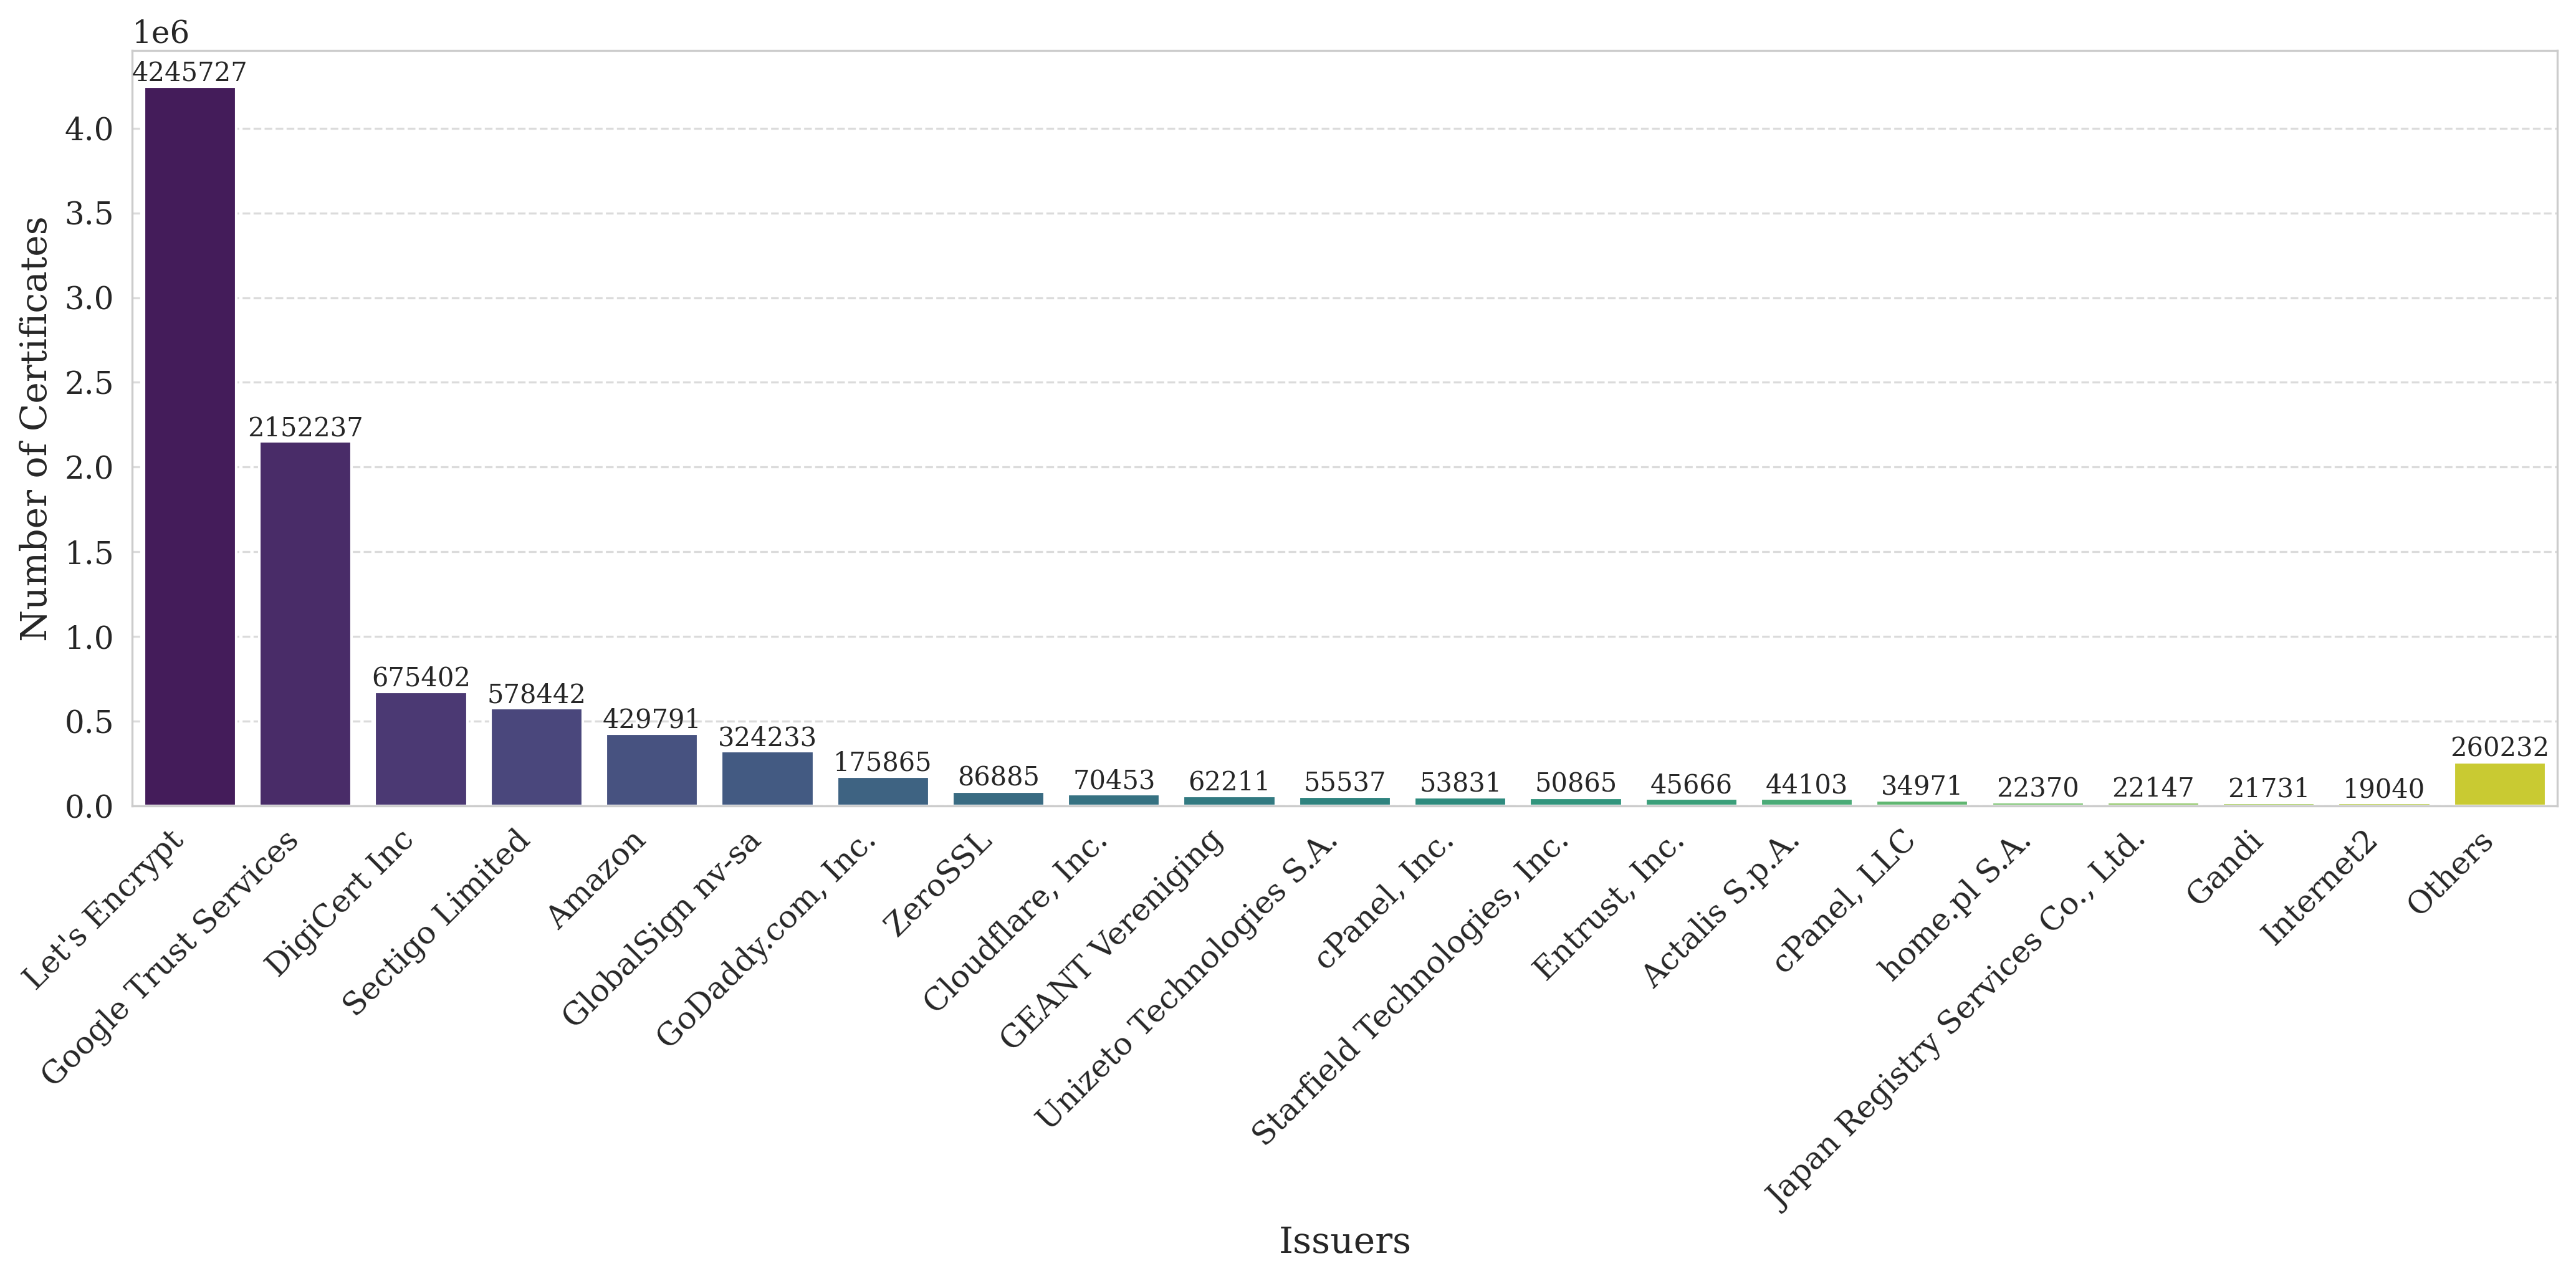 1e6
4245727
4.0
3.5
3.0
2.5
2.0
1.5
1.0
0.5
0.0
Number of Certificates
2152237
675402
578442
429791
324233
175865
86885
70453
62211
55537
53831
50865
45666
44103
34971
22370
22147
21731
19040
260232
Let's Encrypt
Google Trust Services
DigiCert Inc
Sectigo Limited
Amazon
GlobalSign nv-sa
GoDaddy.com, Inc.
ZeroSSL
Cloudflare, Inc.
GEANT Vereniging
Unizeto Technologies S.A.
cPanel, Inc.
Starfield Technologies, Inc.
Entrust, Inc.
Actalis S.p.A.
cPanel, LLC
home.pl S.A.
Japan Registry Services Co., Ltd.
Gandi
Internet2
Others
Issuers